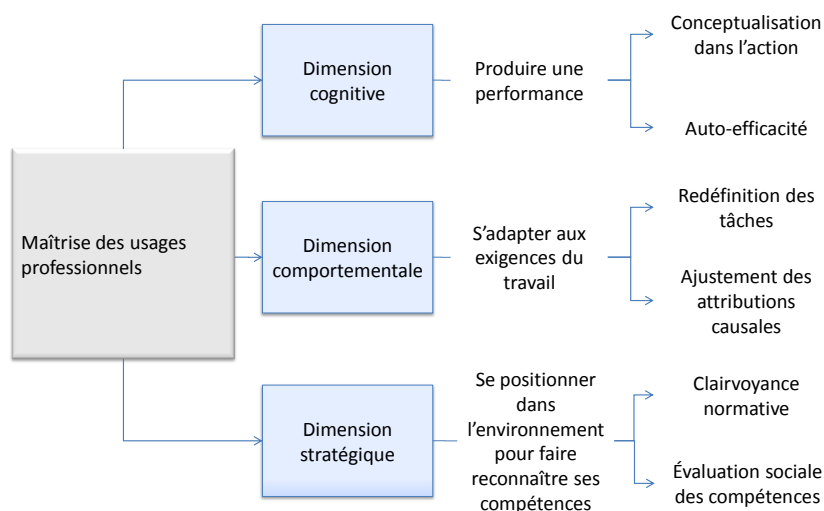 Maîtrise des usages
professionnels
Dimension
cognitive
Produire une
performance
Conceptualisation
dans l'action
Auto-efficacité
Dimension
comportementale
S'adapter aux
exigences du
travail
Redéfinition des
tâches
Ajustement des
attributions
causales
Dimension
stratégique
Se positionner
dans
l'environnement
pour faire
reconnaître ses
compétences
Clairvoyance
normative
Évaluation sociale
des compétences